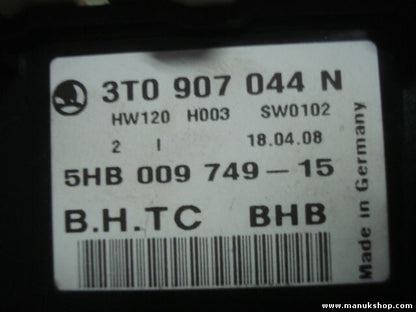 3T0 907 044 N
HW120 H003 SW0102
2 I 18.04.08
5HB 009 749-15
B.H.TC BHB
Made in Germany
www.manukshop.com